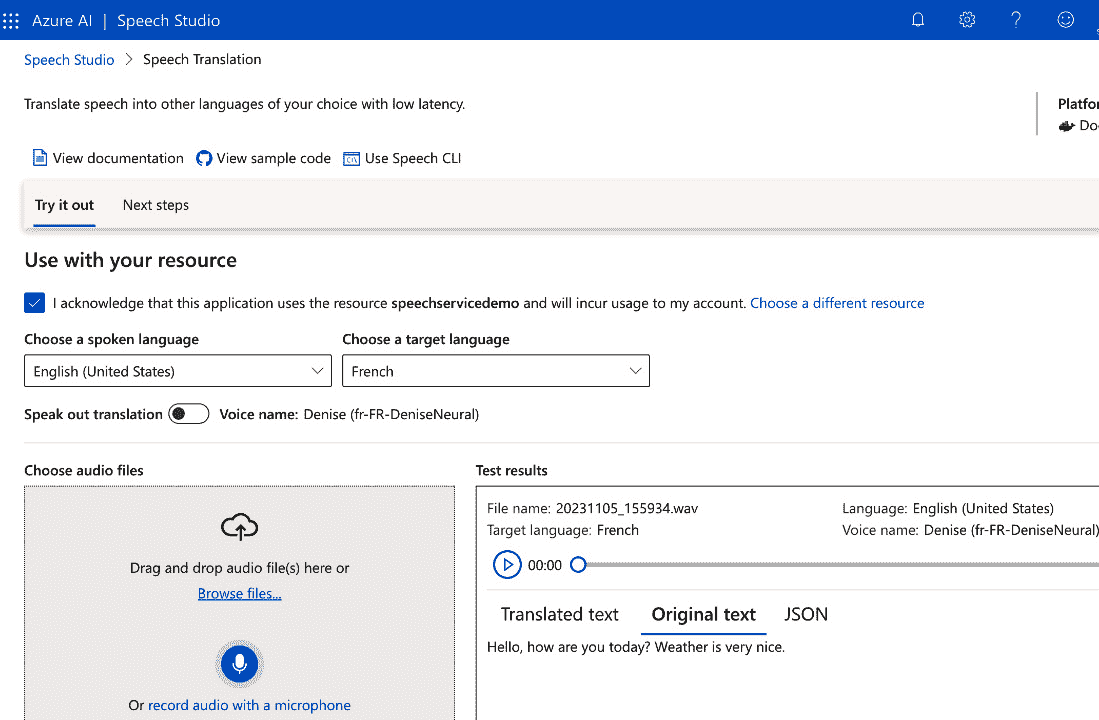 Azure AI | Speech Studio
Speech Studio > Speech Translation
Translate speech into other languages of your choice with low latency.
View documentation View sample code Use Speech CLI
Try it out Next steps
Use with your resource
I acknowledge that this application uses the resource speechservicedemo and will incur usage to my account. Choose a different resource
Choose a spoken language Choose a target language
English (United States) French
Speak out translation Voice name: Denise (fr-FR-DeniseNeural)
Choose audio files
Drag and drop audio file(s) here or
Browse files...
Or record audio with a microphone
Test results
File name: 20231105_155934.wav Language: English (United States)
Target language: French Voice name: Denise (fr-FR-DeniseNeural)
00:00
Translated text Original text JSON
Hello, how are you today? Weather is very nice.